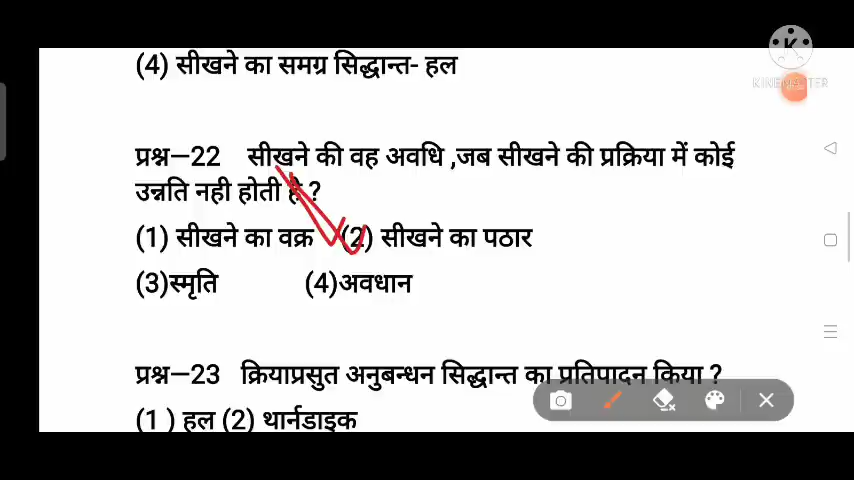 (4) सीखने का समग्र सिद्धान्त- हल
KINEMASTER
प्रश्न–22 सीखने की वह अवधि ,जब सीखने की प्रक्रिया में कोई
उन्नति नही होती है ?
(1) सीखने का वक्र (2) सीखने का पठार
(3)स्मृति (4)अवधान
प्रश्न–23 क्रियाप्रसुत अनुबन्धन सिद्धान्त का प्रतिपादन किया ?
(1 ) हल (2) थार्नडाइक